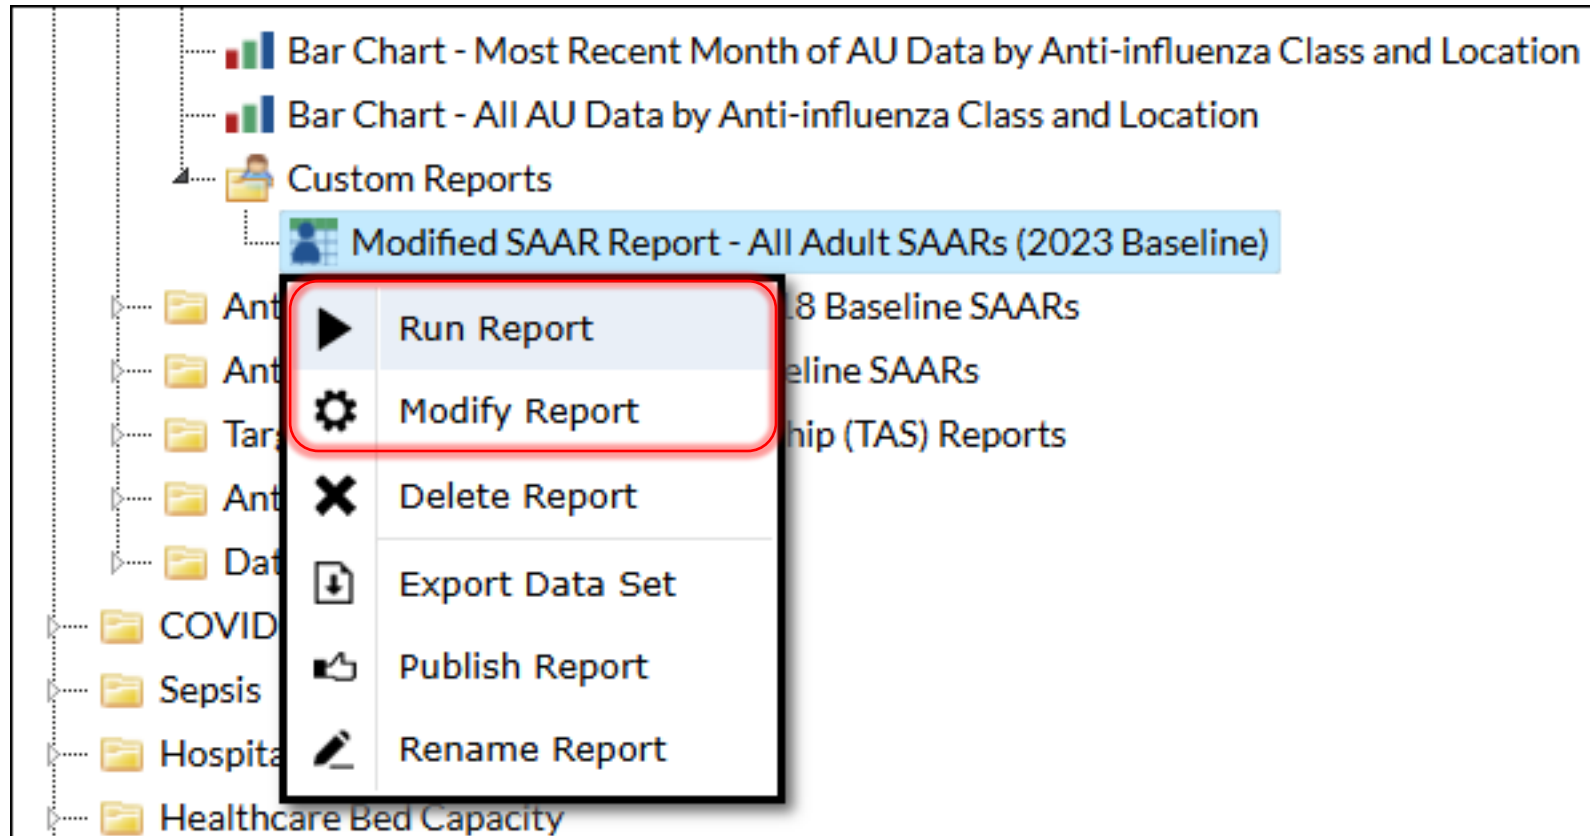 Bar Chart - Most Recent Month of AU Data by Anti-influenza Class and Location
Bar Chart - All AU Data by Anti-influenza Class and Location
Custom Reports
Modified SAAR Report - All Adult SAARs (2023 Baseline)
Run Report
Modify Report
Delete Report
Export Data Set
Publish Report
Rename Report
Baseline SAARs
SAARs
(TAS) Reports
COVID
Sepsis
Healthcare Bed Capacity